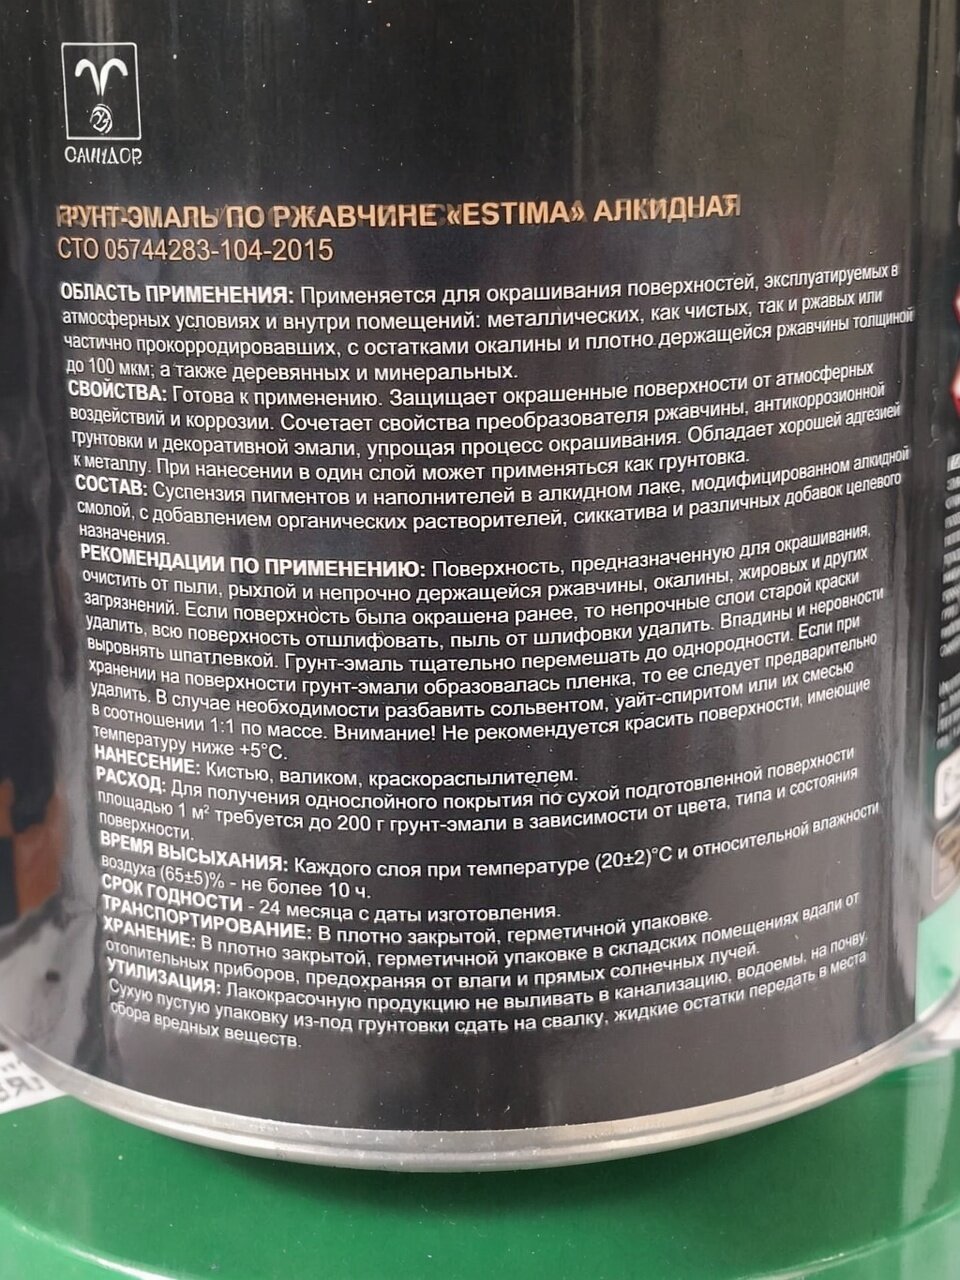 ГРУНТ-ЭМАЛЬ ПО РЖАВЧИНЕ «ESTIMA» АЛКИДНАЯ
СТО 05744283-104-2015
ОБЛАСТЬ ПРИМЕНЕНИЯ: Применяется для окрашивания поверхностей, эксплуатируемых в
атмосферных условиях и внутри помещений: металлических, как чистых, так и ржавых или
частично прокорродировавших, с остатками окалины и плотно держащейся ржавчины толщиной
до 100 мкм; а также деревянных и минеральных.
СВОЙСТВА: Готова к применению. Защищает окрашенные поверхности от атмосферных
воздействий и коррозии. Сочетает свойства преобразователя ржавчины, антикоррозионной
грунтовки и декоративной эмали, упрощая процесс окрашивания. Обладает хорошей адгезией
к металлу. При нанесении в один слой может применяться как грунтовка.
СОСТАВ: Суспензия пигментов и наполнителей в алкидном лаке, модифицированном алкидной
смолой, с добавлением органических растворителей, сиккатива и различных добавок целевого
назначения.
РЕКОМЕНДАЦИИ ПО ПРИМЕНЕНИЮ: Поверхность, предназначенную для окрашивания,
очистить от пыли, рыхлой и непрочно держащейся ржавчины, окалины, жировых и других
загрязнений. Если поверхность была окрашена ранее, то непрочные слои старой краски
удалить, всю поверхность отшлифовать, пыль от шлифовки удалить. Впадины и неровности
выровнять шпатлевкой. Грунт-эмаль тщательно перемешать до однородности. Если при
хранении на поверхности грунт-эмали образовалась пленка, то ее следует предварительно
удалить. В случае необходимости разбавить сольвентом, уайт-спиритом или их смесью
в соотношении 1:1 по массе. Внимание! Не рекомендуется красить поверхности, имеющие
температуру ниже +5°С.
НАНЕСЕНИЕ: Кистью, валиком, краскораспылителем.
РАСХОД: Для получения однослойного покрытия по сухой подготовленной поверхности
площадью 1 м² требуется до 200 г грунт-эмали в зависимости от цвета, типа и состояния
поверхности.
ВРЕМЯ ВЫСЫХАНИЯ: Каждого слоя при температуре (20±2)°С и относительной влажности
воздуха (65±5)% - не более 10 ч.
СРОК ГОДНОСТИ - 24 месяца с даты изготовления.
ТРАНСПОРТИРОВАНИЕ: В плотно закрытой, герметичной упаковке.
ХРАНЕНИЕ: В плотно закрытой, герметичной упаковке в складских помещениях вдали от
отопительных приборов, предохраняя от влаги и прямых солнечных лучей.
УТИЛИЗАЦИЯ: Лакокрасочную продукцию не выливать в канализацию, водоемы, на почву.
Сухую пустую упаковку из-под грунтовки сдать на свалку, жидкие остатки передать в места
сбора вредных веществ.